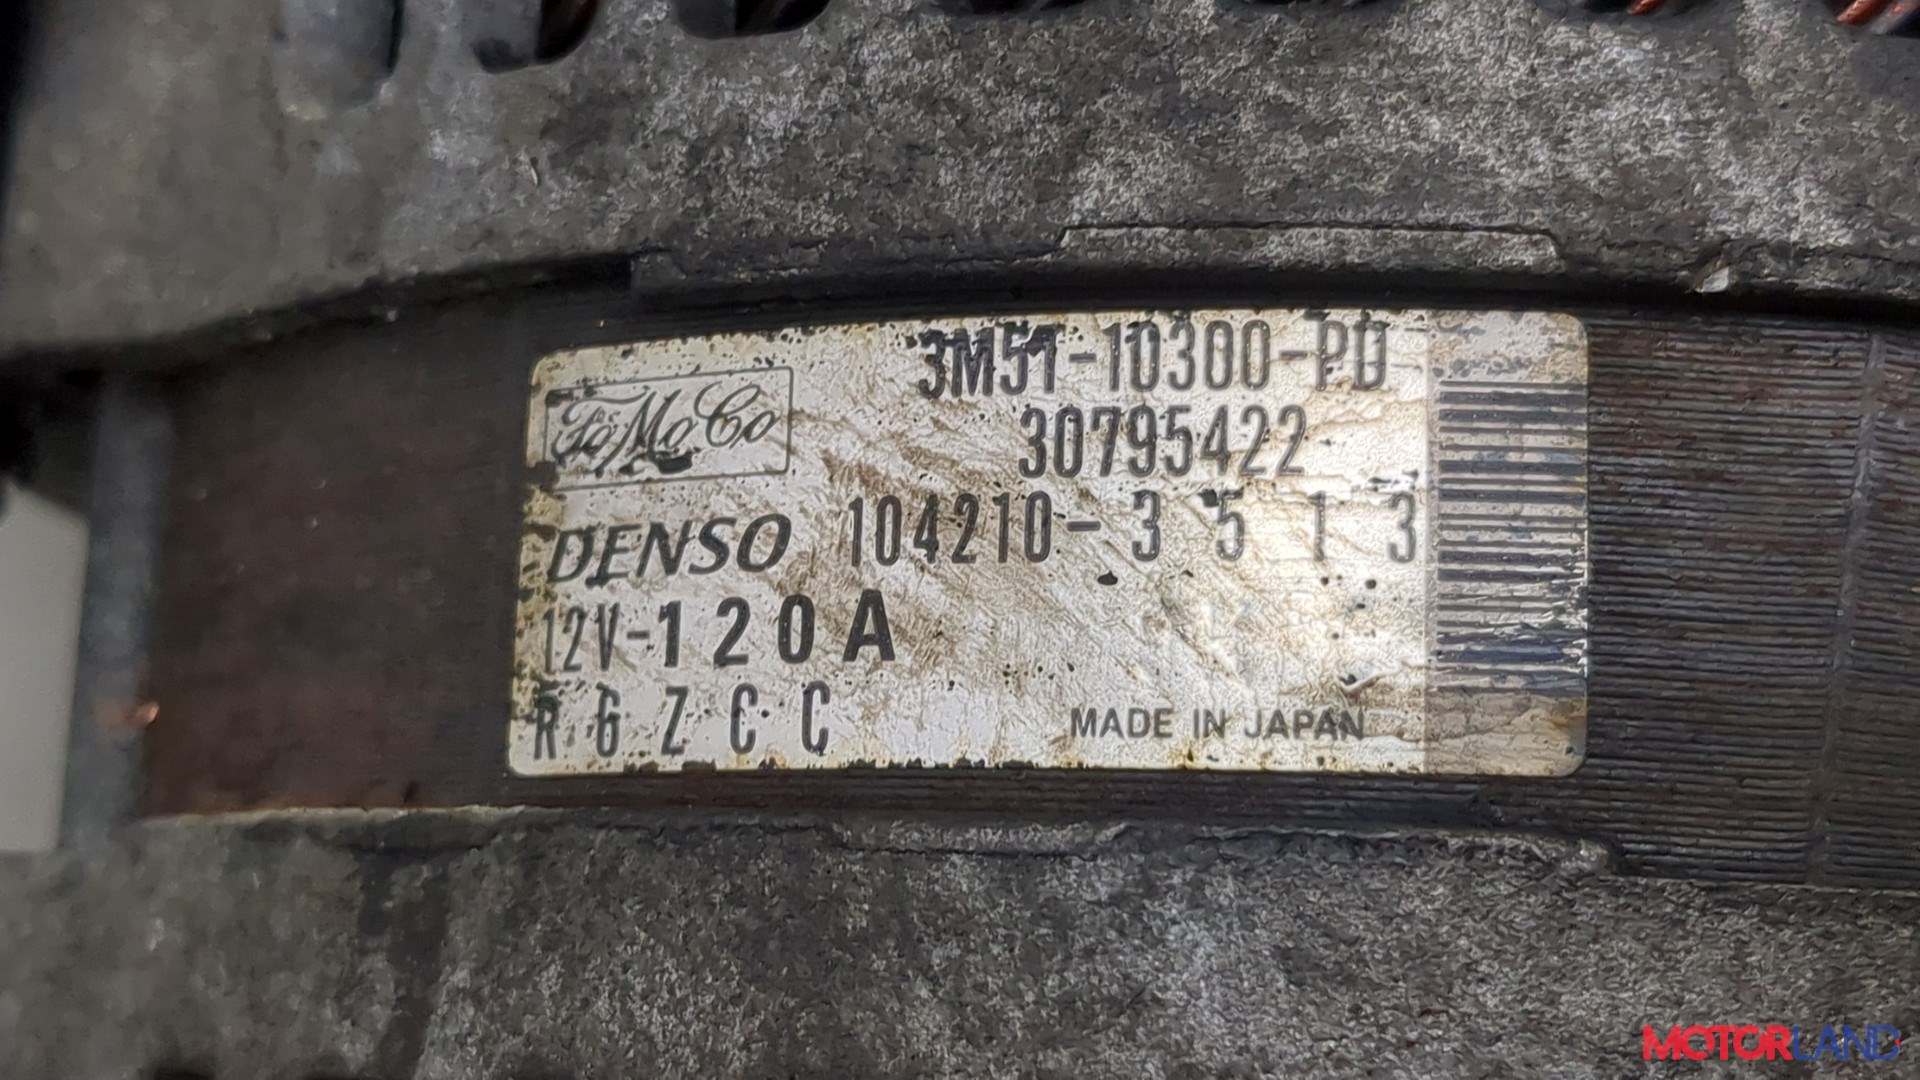 3M51-10300-PD
FoMoCo
30795422
DENSO 104210-3513
12V-120A
R6ZCC
MADE IN JAPAN
MOTORLAND